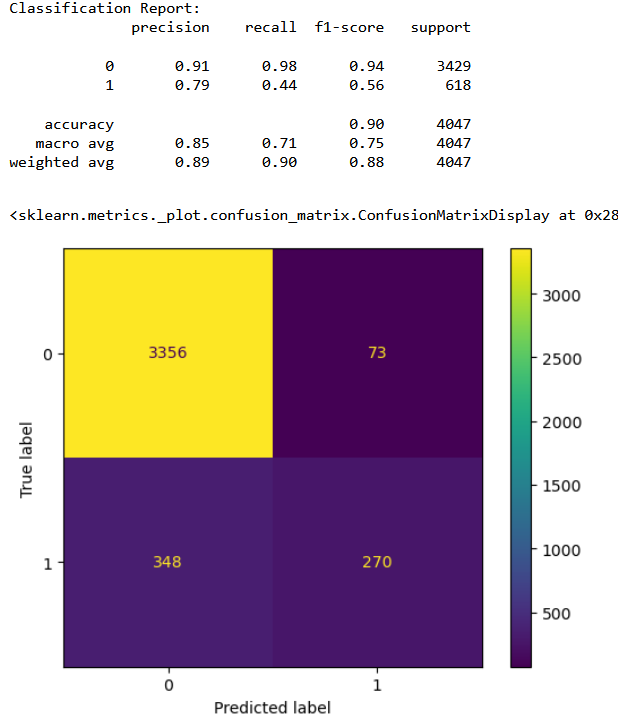 Classification Report:
precision recall f1-score support
0 0.91 0.98 0.94 3429
1 0.79 0.44 0.56 618
accuracy 0.90 4047
macro avg 0.85 0.71 0.75 4047
weighted avg 0.89 0.90 0.88 4047
<sklearn.metrics._plot.confusion_matrix.ConfusionMatrixDisplay at 0x28
0 3356 73
1 348 270
True label
0 1
Predicted label
3000
2500
2000
1500
1000
500